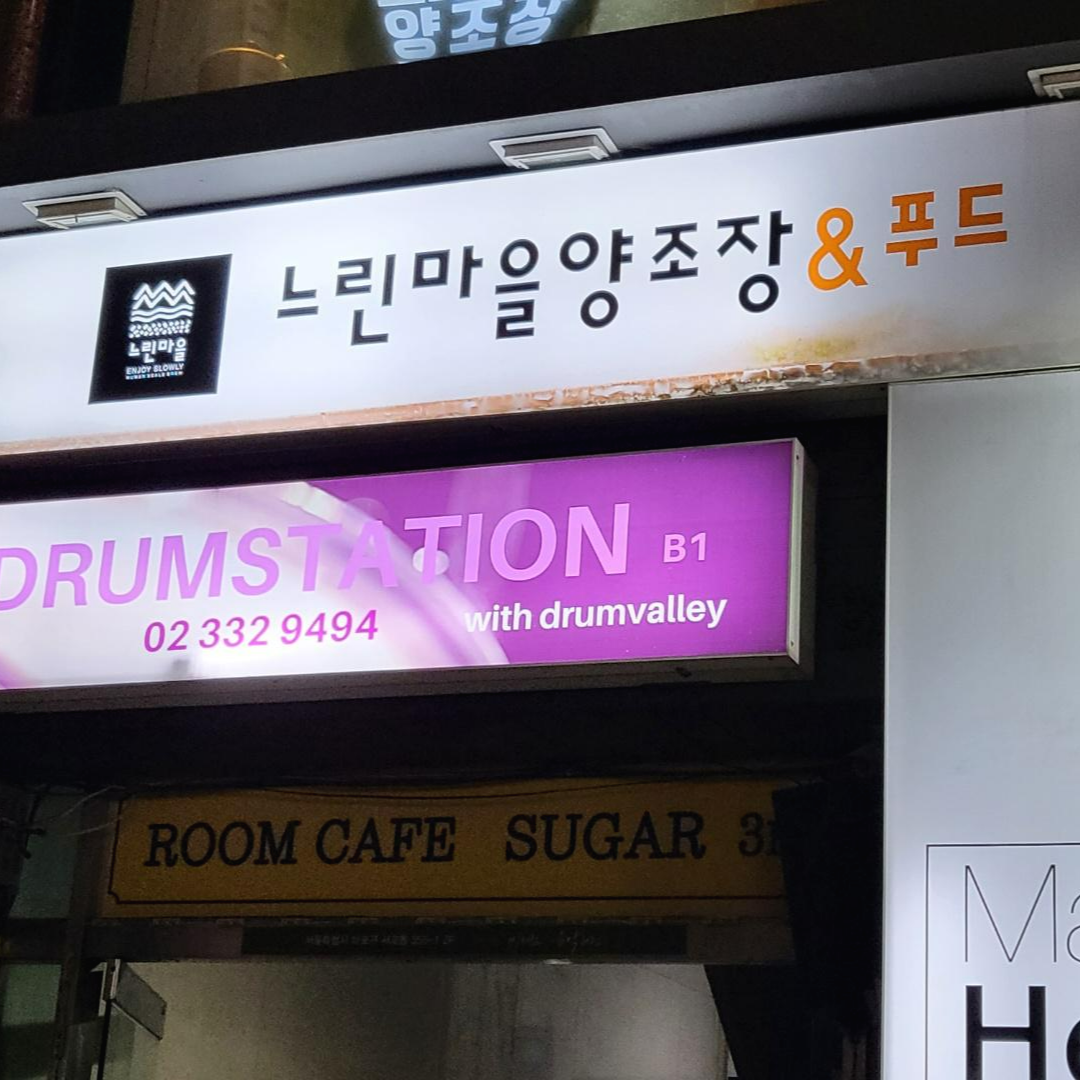 양조장
느린마을양조장&푸드
느린마을
ENJOY SLOWLY
DRUMSTATION B1
02 332 9494
with drumvalley
ROOM CAFE SUGAR